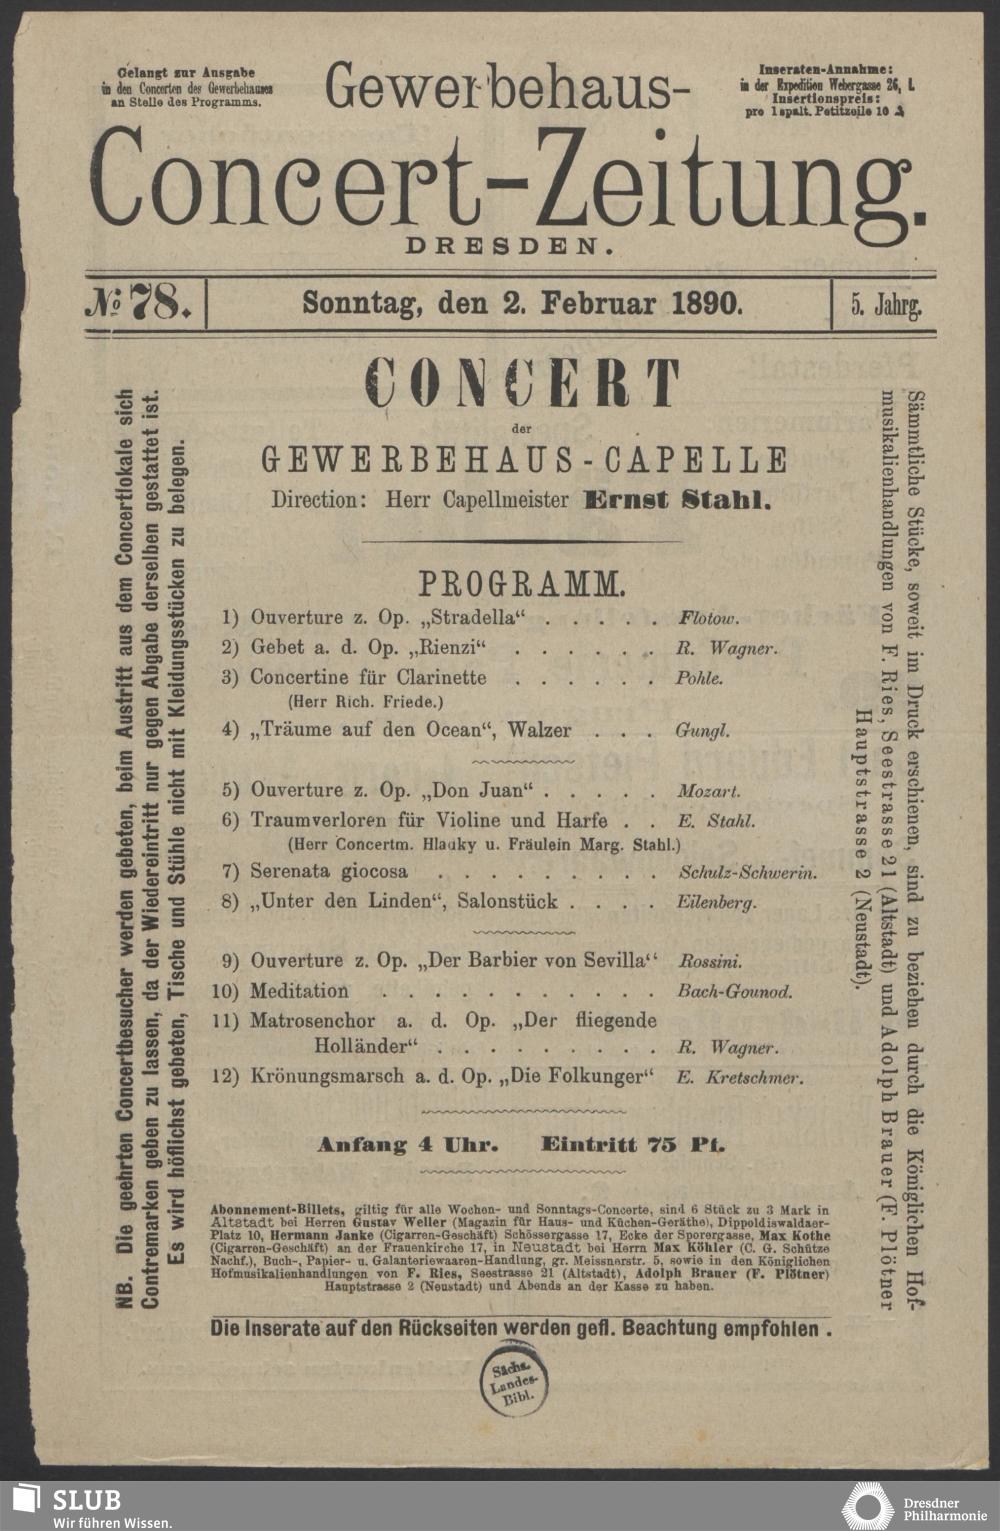 Gelangt zur Ausgabe
in den Concerten des Gewerbehauses
an Stelle des Programms.
Gewerbehaus-
Inseraten-Annahme:
in der Expedition Webergasse 26, I.
Insertionspreis:
pro 1spalt. Petitzeile 10 ₰
Concert-Zeitung.
DRESDEN.
No 78.
Sonntag, den 2. Februar 1890.
5. Jahrg.
NB. Die geehrten Concertbesucher werden gebeten, beim Austritt aus dem Concertlokale sich
Contremarken geben zu lassen, da der Wiedereintritt nur gegen Abgabe derselben gestattet ist.
Es wird höflichst gebeten, Tische und Stühle nicht mit Kleidungsstücken zu belegen.
CONCERT
der
GEWERBEHAUS-CAPELLE
Direction: Herr Capellmeister Ernst Stahl.
PROGRAMM.
1) Ouverture z. Op. „Stradella“ . . . . . Flotow.
2) Gebet a. d. Op. „Rienzi“ . . . . . . R. Wagner.
3) Concertine für Clarinette . . . . . . Pohle.
(Herr Rich. Friede.)
4) „Träume auf den Ocean“, Walzer . . . Gungl.
5) Ouverture z. Op. „Don Juan“ . . . . . Mozart.
6) Traumverloren für Violine und Harfe . . E. Stahl.
(Herr Concertm. Hlauky u. Fräulein Marg. Stahl.)
7) Serenata giocosa . . . . . . . . . Schulz-Schwerin.
8) „Unter den Linden“, Salonstück . . . . Eilenberg.
9) Ouverture z. Op. „Der Barbier von Sevilla“ Rossini.
10) Meditation . . . . . . . . . . . Bach-Gounod.
11) Matrosenchor a. d. Op. „Der fliegende
Holländer“ . . . . . . . . . R. Wagner.
12) Krönungsmarsch a. d. Op. „Die Folkunger“ E. Kretschmer.
Anfang 4 Uhr. Eintritt 75 Pf.
Abonnement-Billets, giltig für alle Wochen- und Sonntags-Concerte, sind 6 Stück zu 3 Mark in
Altstadt bei Herren Gustav Weller (Magazin für Haus- und Küchen-Geräthe), Dippoldiswaldaer-
Platz 10, Hermann Janke (Cigarren-Geschäft) Schössergasse 17, Ecke der Sporergasse, Max Kothe
(Cigarren-Geschäft) an der Frauenkirche 17, in Neustadt bei Herrn Max Köhler (C. G. Schütze
Nachf.), Buch-, Papier- u. Galanteriewaaren-Handlung, gr. Meissnerstr. 5, sowie in den Königlichen
Hofmusikalienhandlungen von F. Ries, Seestrasse 21 (Altstadt), Adolph Brauer (F. Plötner)
Hauptstrasse 2 (Neustadt) und Abends an der Kasse zu haben.
Die Inserate auf den Rückseiten werden gefl. Beachtung empfohlen.
Sämmtliche Stücke, soweit im Druck erschienen, sind zu beziehen durch die Königlichen Hof-
musikalienhandlungen von F. Ries, Seestrasse 21 (Altstadt) und Adolph Brauer (F. Plötner
Hauptstrasse 2 (Neustadt).
Sächs.
Landes-
Bibl.
SLUB
Wir führen Wissen.
Dresdner
Philharmonie